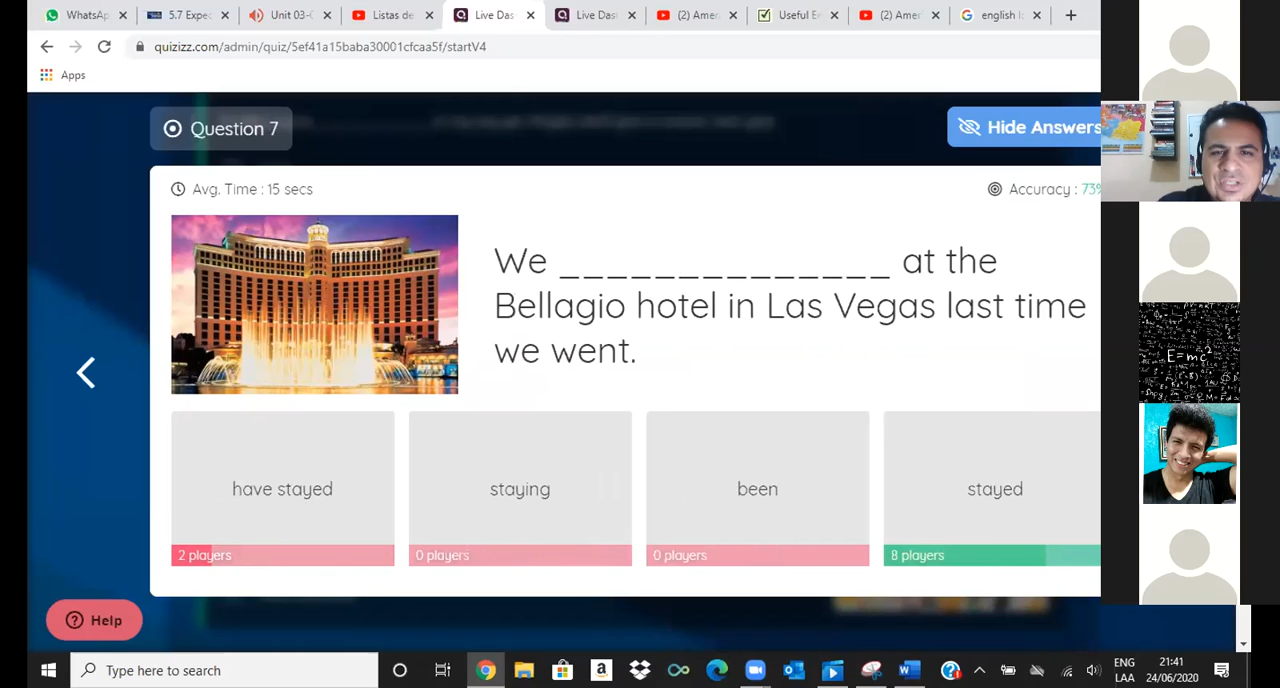 WhatsAp
5.7 Expec
Unit 03-0
Listas de
Live Das
Live Das
(2) Amer
Useful E
(2) Amer
english l
quizizz.com/admin/quiz/5ef41a15baba30001cfcaa5f/startV4
Apps
Question 7
Hide Answers
Avg. Time : 15 secs
Accuracy : 73%
We ______________ at the
Bellagio hotel in Las Vegas last time
we went.
E=mc²
have stayed
staying
been
stayed
2 players
0 players
0 players
8 players
Help
Type here to search
ENG
LAA
21:41
24/06/2020